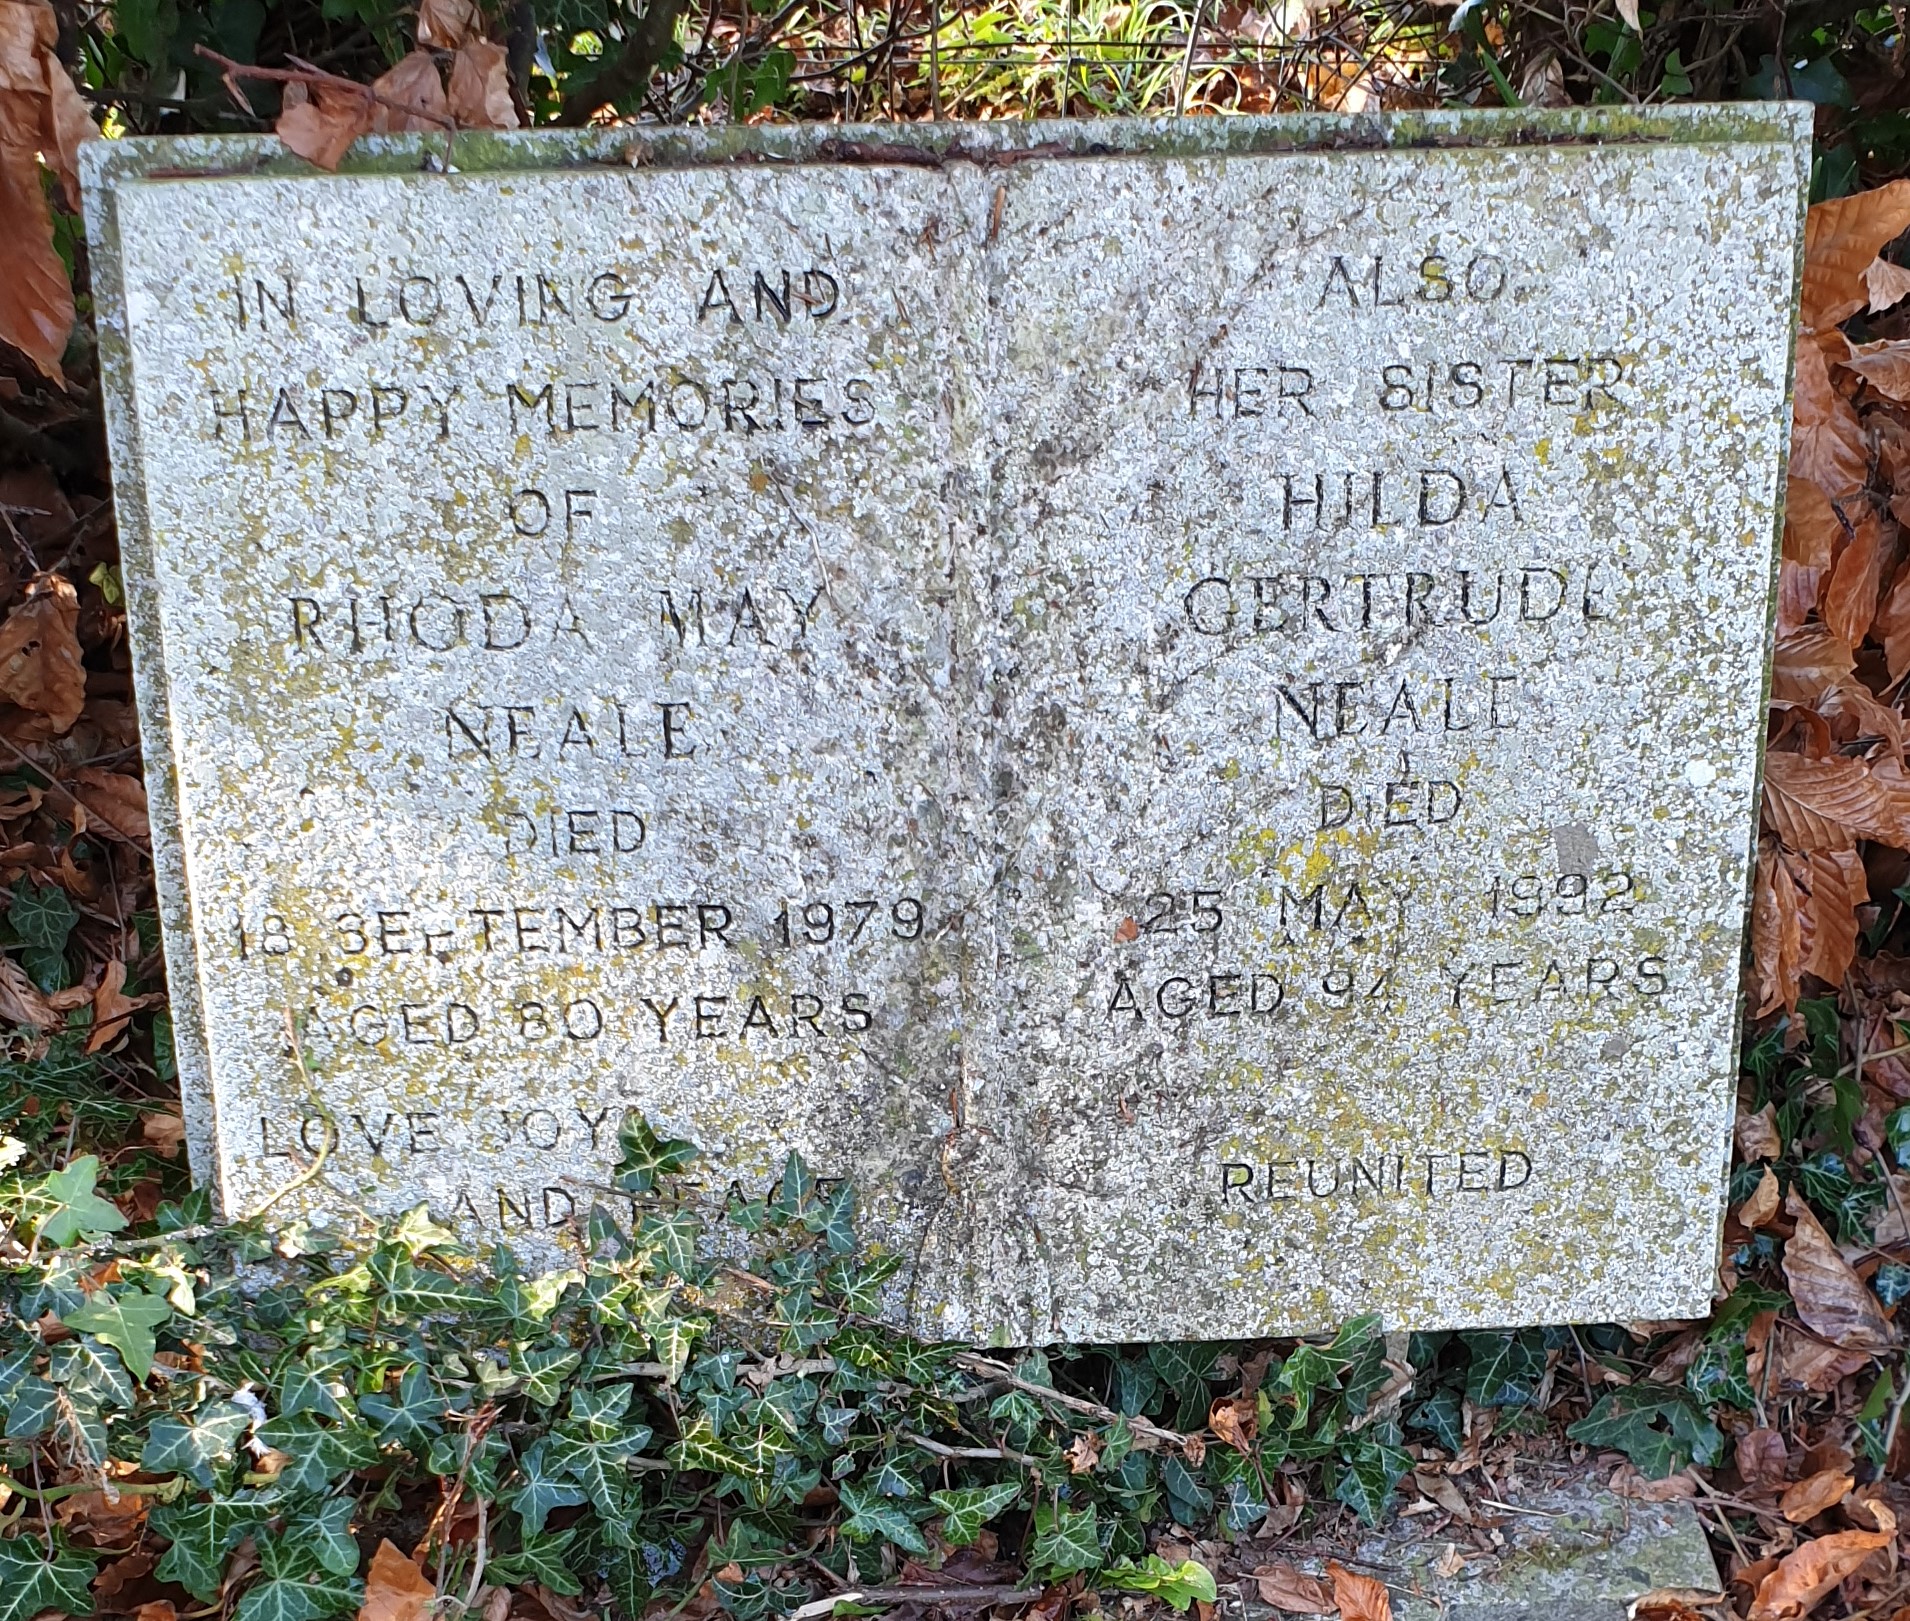 IN LOVING AND
HAPPY MEMORIES
OF
RHODA MAY
NEALE
DIED
18 SEPTEMBER 1979
AGED 80 YEARS
LOVE JOY
AND PEACE
ALSO
HER SISTER
HILDA
GERTRUDE
NEALE
DIED
25 MAY 1992
AGED 94 YEARS
REUNITED